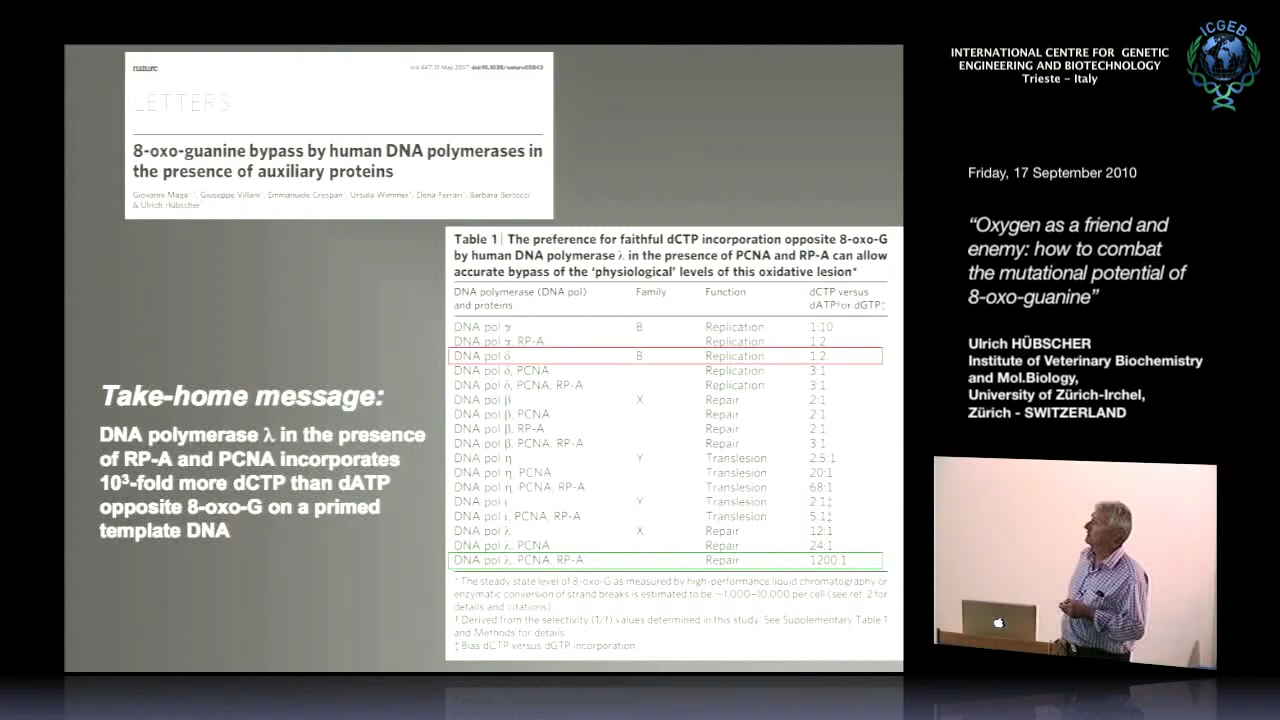 nature
Vol 447|31 May 2007|doi:10.1038/nature05843
LETTERS
8-oxo-guanine bypass by human DNA polymerases in
the presence of auxiliary proteins
Giovanni Maga, Giuseppe Villani, Emmanuele Crespan, Ursula Wimmer, Elena Ferrari, Barbara Bertocci
& Ulrich Hübscher
Table 1 | The preference for faithful dCTP incorporation opposite 8-oxo-G
by human DNA polymerase λ in the presence of PCNA and RP-A can allow
accurate bypass of the ‘physiological’ levels of this oxidative lesion*
DNA polymerase (DNA pol) Family Function dCTP versus
and proteins dATP†or dGTP‡
DNA pol α B Replication 1:10
DNA pol α, RP-A Replication 1:2
DNA pol δ B Replication 1:2
DNA pol δ, PCNA Replication 3:1
DNA pol δ, PCNA, RP-A Replication 3:1
DNA pol β X Repair 2:1
DNA pol β, PCNA Repair 2:1
DNA pol β, RP-A Repair 2:1
DNA pol β, PCNA, RP-A Repair 3:1
DNA pol η Y Translesion 2.5:1
DNA pol η, PCNA Translesion 20:1
DNA pol η, PCNA, RP-A Translesion 68:1
DNA pol ι Y Translesion 2:1‡
DNA pol ι, PCNA, RP-A Translesion 5:1‡
DNA pol λ X Repair 12:1
DNA pol λ, PCNA Repair 24:1
DNA pol λ, PCNA, RP-A Repair 1200:1
* The steady state level of 8-oxo-G as measured by high-performance liquid chromatography or
enzymatic conversion of strand breaks is estimated to be ~1,000–10,000 per cell (see ref. 2 for
details and citations).
† Derived from the selectivity (1/f) values determined in this study. See Supplementary Table 1
and Methods for details.
‡ Bias dCTP versus dGTP incorporation.
Take-home message:
DNA polymerase λ in the presence
of RP-A and PCNA incorporates
10³-fold more dCTP than dATP
opposite 8-oxo-G on a primed
template DNA
INTERNATIONAL CENTRE FOR GENETIC
ENGINEERING AND BIOTECHNOLOGY
Trieste – Italy
ICGEB
Friday, 17 September 2010
“Oxygen as a friend and
enemy: how to combat
the mutational potential of
8-oxo-guanine”
Ulrich HÜBSCHER
Institute of Veterinary Biochemistry
and Mol.Biology,
University of Zürich-Irchel,
Zürich - SWITZERLAND